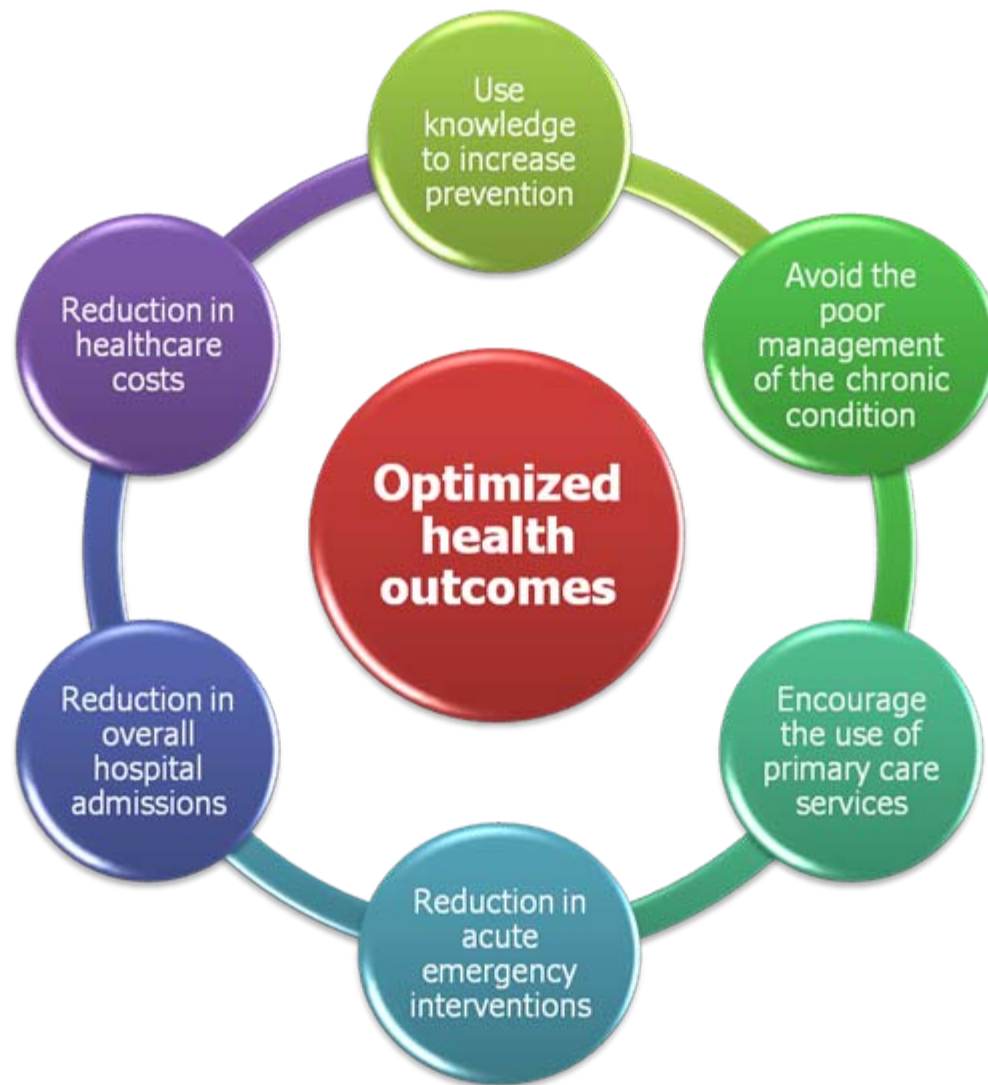 Use
knowledge
to increase
prevention
Avoid the
poor
management
of the chronic
condition
Encourage
the use of
primary care
services
Reduction in
acute
emergency
interventions
Reduction in
overall
hospital
admissions
Reduction in
healthcare
costs
Optimized
health
outcomes